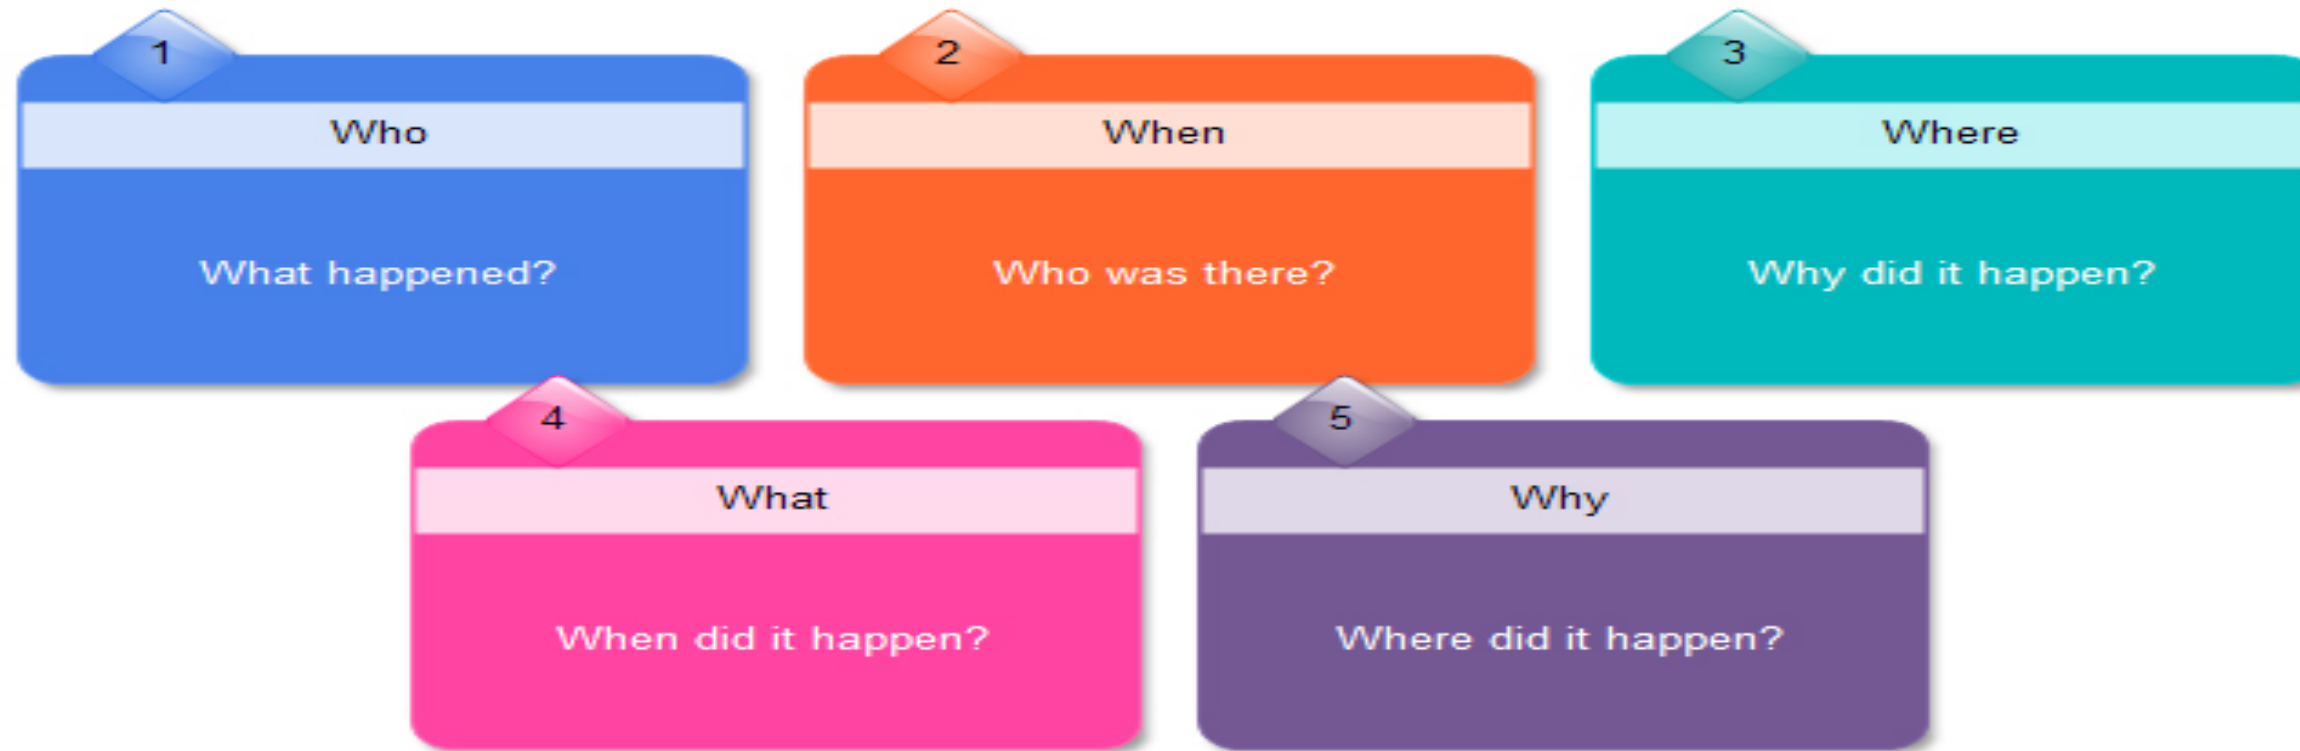 1
Who
What happened?
2
When
Who was there?
3
Where
Why did it happen?
4
What
When did it happen?
5
Why
Where did it happen?